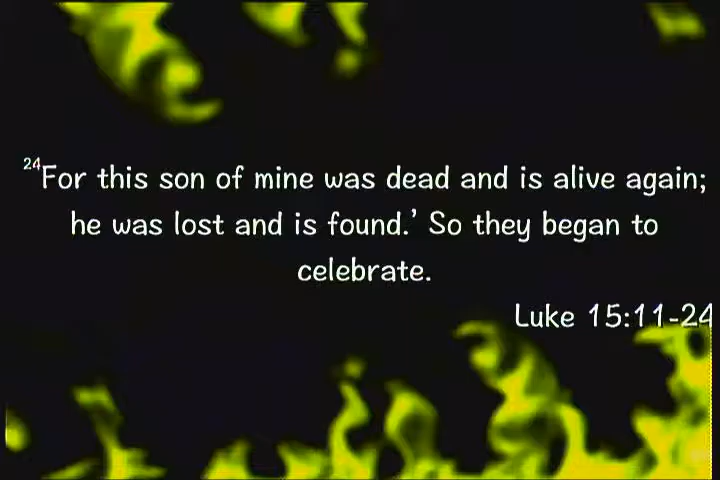 24For this son of mine was dead and is alive again;
he was lost and is found.’ So they began to
celebrate.
Luke 15:11-24